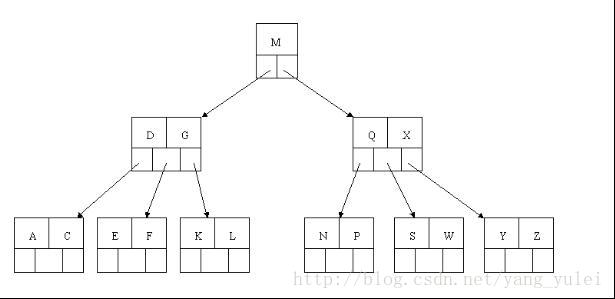 M
D G
Q X
A C
E F
K L
N P
S W
Y Z
http://blog.csdn.net/yang_yulei